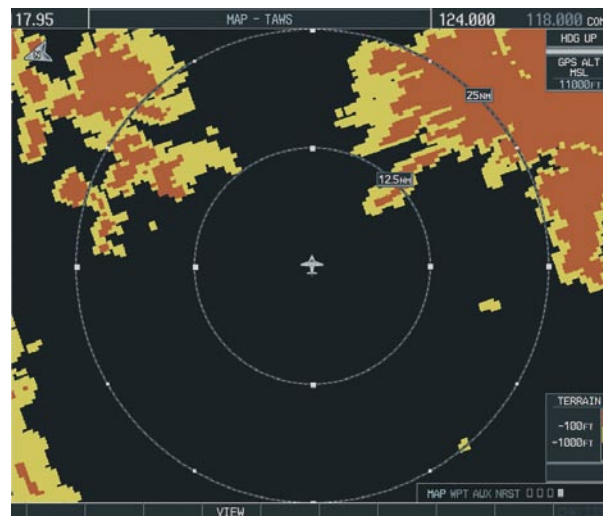 17.95 MAP - TAWS 124.000 118.000 COM
HDG UP
GPS ALT
MSL
11000FT
25NM
12.5NM
TERRAIN
-100FT
-1000FT
MAP WPT AUX NRST
VIEW